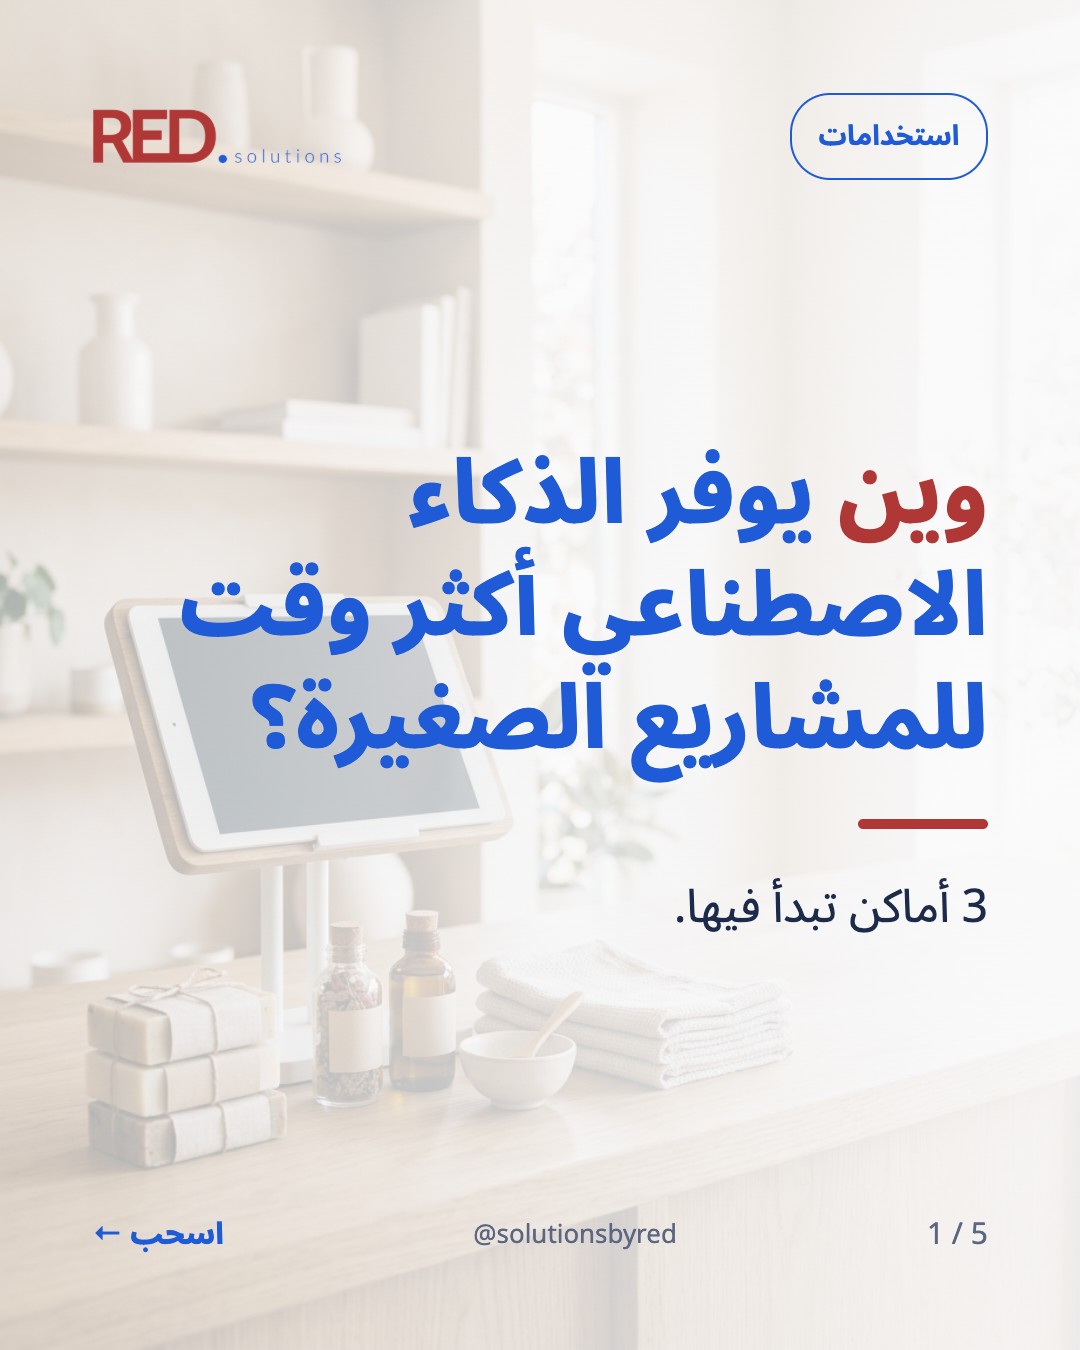 RED.solutions
استخدامات
وين يوفر الذكاء
الاصطناعي أكثر وقت
للمشاريع الصغيرة؟
3 أماكن تبدأ فيها.
1 / 5
@solutionsbyred
اسحب ←